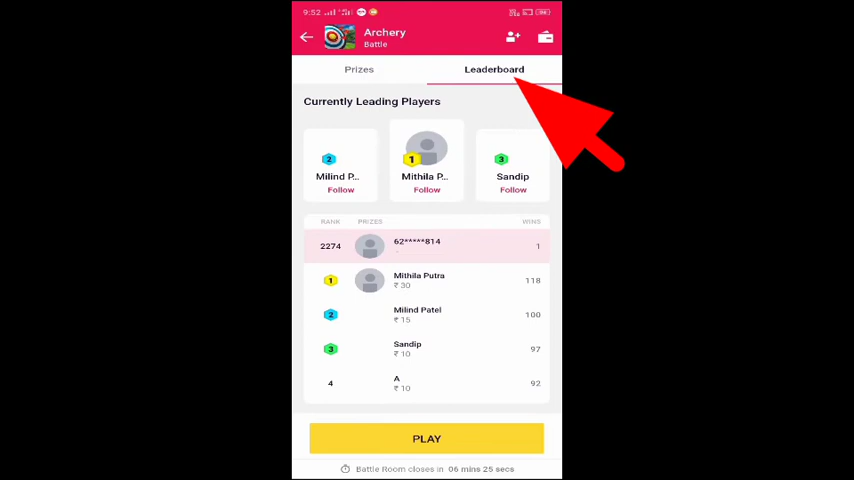 9:52
Archery
Battle
Prizes
Leaderboard
Currently Leading Players
2
1
3
Milind P...
Mithila P...
Sandip
Follow
Follow
Follow
RANK PRIZES WINS
2274 62*****814 1
1 Mithila Putra 118
₹ 30
2 Milind Patel 100
₹ 15
3 Sandip 97
₹ 10
4 A 92
₹ 10
PLAY
Battle Room closes in 06 mins 25 secs